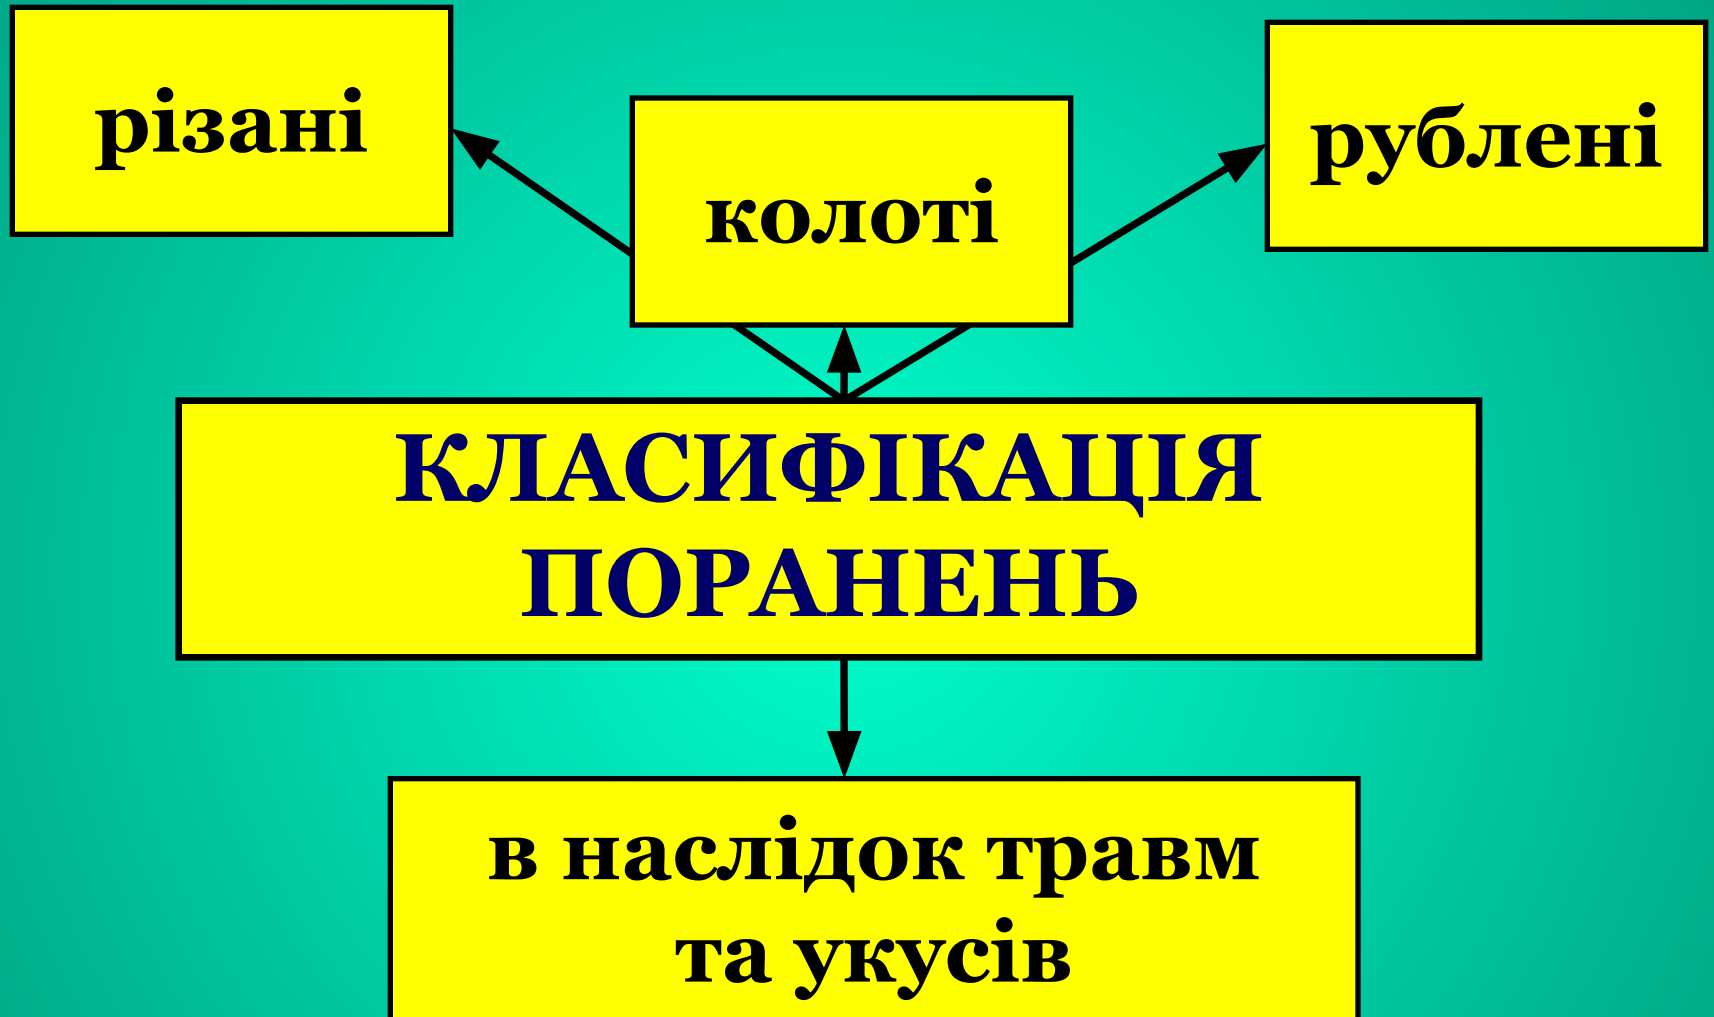 різані
колоті
рублені
КЛАСИФІКАЦІЯ
ПОРАНЕНЬ
в наслідок травм
та укусів